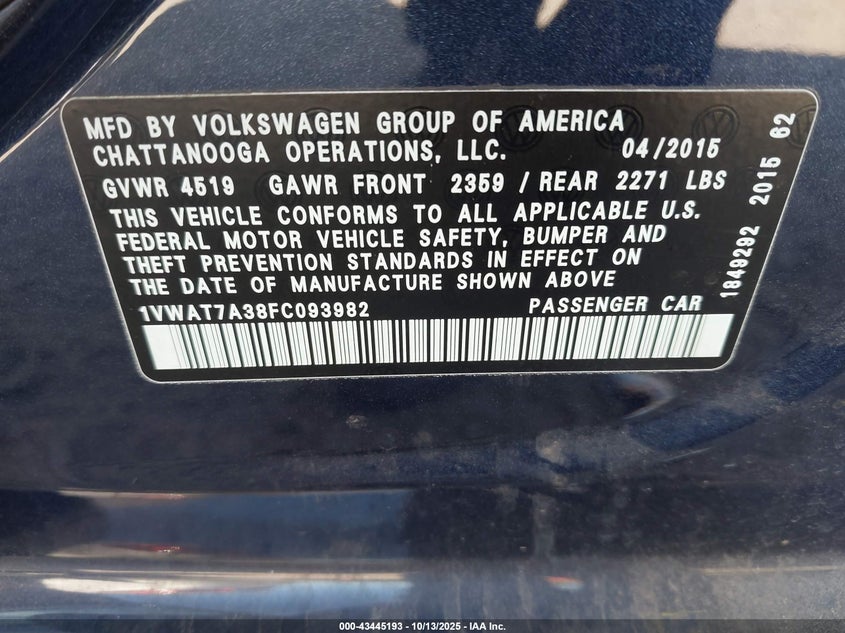 MFD BY VOLKSWAGEN GROUP OF AMERICA
CHATTANOOGA OPERATIONS, LLC. 04/2015
GVWR 4519 GAWR FRONT 2359 / REAR 2271 LBS
THIS VEHICLE CONFORMS TO ALL APPLICABLE U.S.
FEDERAL MOTOR VEHICLE SAFETY, BUMPER AND
THEFT PREVENTION STANDARDS IN EFFECT ON
THE DATE OF MANUFACTURE SHOWN ABOVE
1VWAT7A38FC093982 PASSENGER CAR
1849292 2015 62
000-43445193 - 10/13/2025 - IAA Inc.